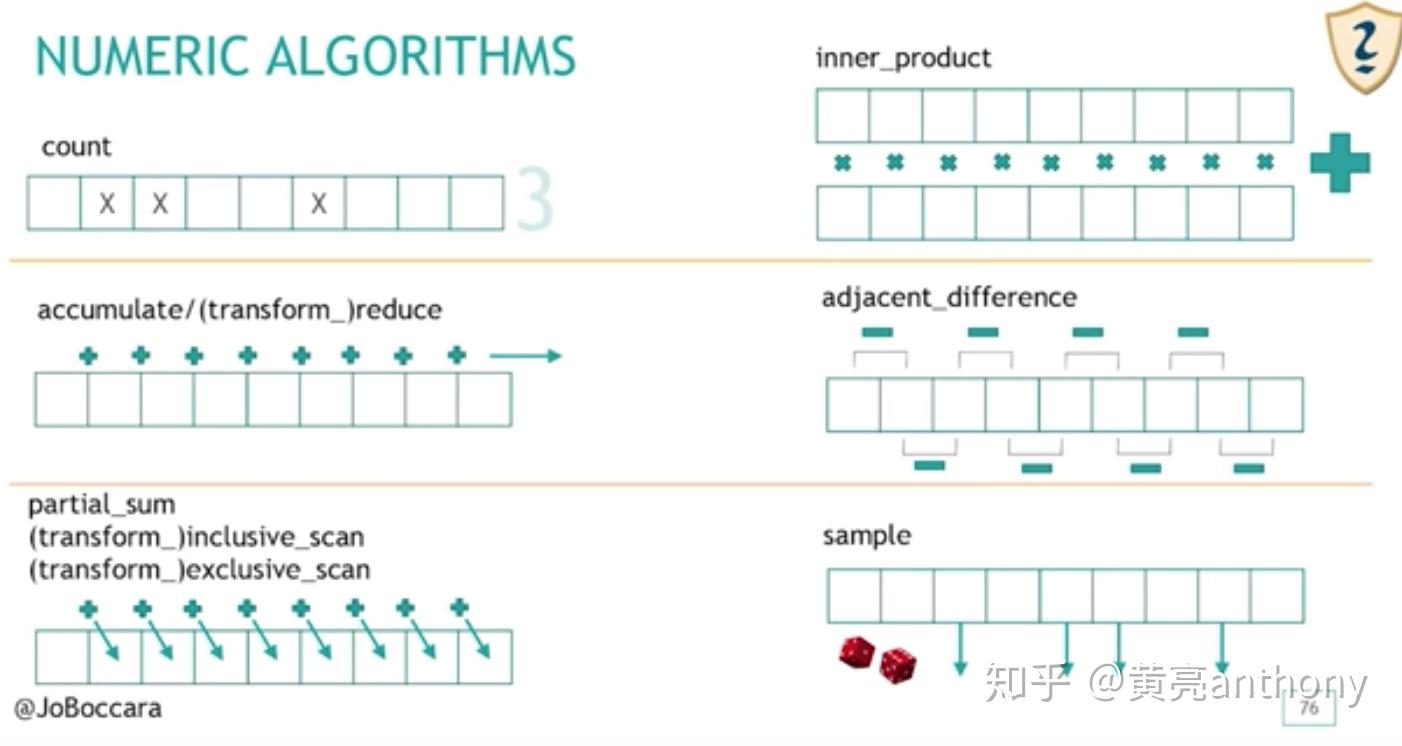 NUMERIC ALGORITHMS
count
X X X
3
accumulate/(transform_)reduce
partial_sum
(transform_)inclusive_scan
(transform_)exclusive_scan
@JoBoccara
inner_product
adjacent_difference
sample
知乎 @黄亮anthony
76